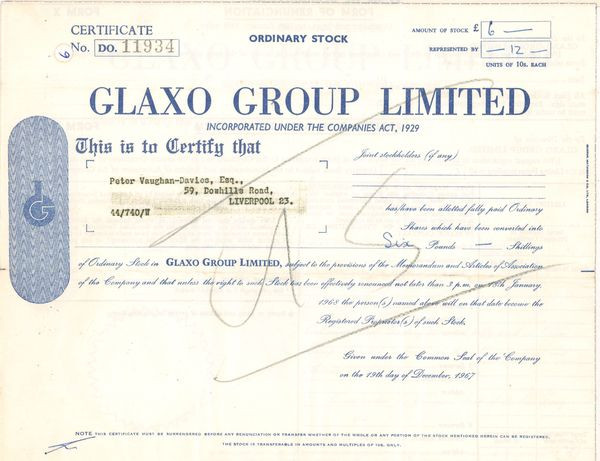 CERTIFICATE
No. DO. 11934
6
ORDINARY STOCK
AMOUNT OF STOCK £ 6 —
REPRESENTED BY — 12 —
UNITS OF 10s. EACH
GLAXO GROUP LIMITED
INCORPORATED UNDER THE COMPANIES ACT, 1929
This is to Certify that
Joint stockholders (if any)
Peter Vaughan-Davies, Esq.,
59, Dowhills Road,
LIVERPOOL 23.
44/740/W
has/have been allotted fully paid Ordinary
Shares which have been converted into
Six Pounds — Shillings
of Ordinary Stock in GLAXO GROUP LIMITED, subject to the provisions of the Memorandum and Articles of Association
of the Company and that unless the right to such Stock has been effectively renounced not later than 3 p.m. on 18th January,
1968 the person(s) named above will on that date become the
Registered Proprietor(s) of such Stock.
Given under the Common Seal of the Company
on the 19th day of December, 1967
NOTE THIS CERTIFICATE MUST BE SURRENDERED BEFORE ANY RENUNCIATION OR TRANSFER WHETHER OF THE WHOLE OR ANY PORTION OF THE STOCK MENTIONED HEREIN CAN BE REGISTERED.
THE STOCK IS TRANSFERABLE IN AMOUNTS AND MULTIPLES OF 10s. ONLY.